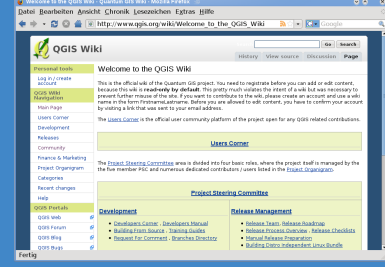 Welcome to the QGIS Wiki - Mozilla Firefox
Datei Bearbeiten Ansicht Chronik Lesezeichen Extras Hilfe
http://www.qgis.org/wiki/Welcome_to_the_QGIS_Wiki
Google
QGIS Wiki
Go Search
History View source Discussion Page
Personal tools
Log in / create
account
QGIS Wiki
Navigation
Main Page
Users Corner
Development
Releases
Community
Finance & Marketing
Project Organigram
Categories
Recent changes
Help
QGIS Portals
QGIS Web
QGIS Forum
QGIS Blog
QGIS Bugs
Welcome to the QGIS Wiki
This is the official wiki of the Quantum GIS project. You need to registered before you can add or edit content,
because this wiki is read-only by default. This pretty much violates the intent of a wiki but was necessary to
prevent further misuse of the site. If you want to contribute to the wiki, please create an account and use a wiki
name in the form FirstnameLastname. Before you are allowed to edit content, you have to confirm your account
by visiting a link that was sent to your email address.
The Users Corner is the official user community platform of the project open for any QGIS related contributions.
Users Corner
The Project Steering Committee area is divided into four basic roles, where the project itself is managed by the
the five member PSC and numerous dedicated contributors / users listed in the Project Organigram.
Project Steering Committee
Development
Developers Corner , Developers Manual
Building From Source , Training Guides
Request For Comment , Branches Directory
Release Management
Release Team, Release Roadmap
Release Process Overview , Release Checklists
Manual Release Preparation
Building Distro Independent Linux Bundle
Fertig